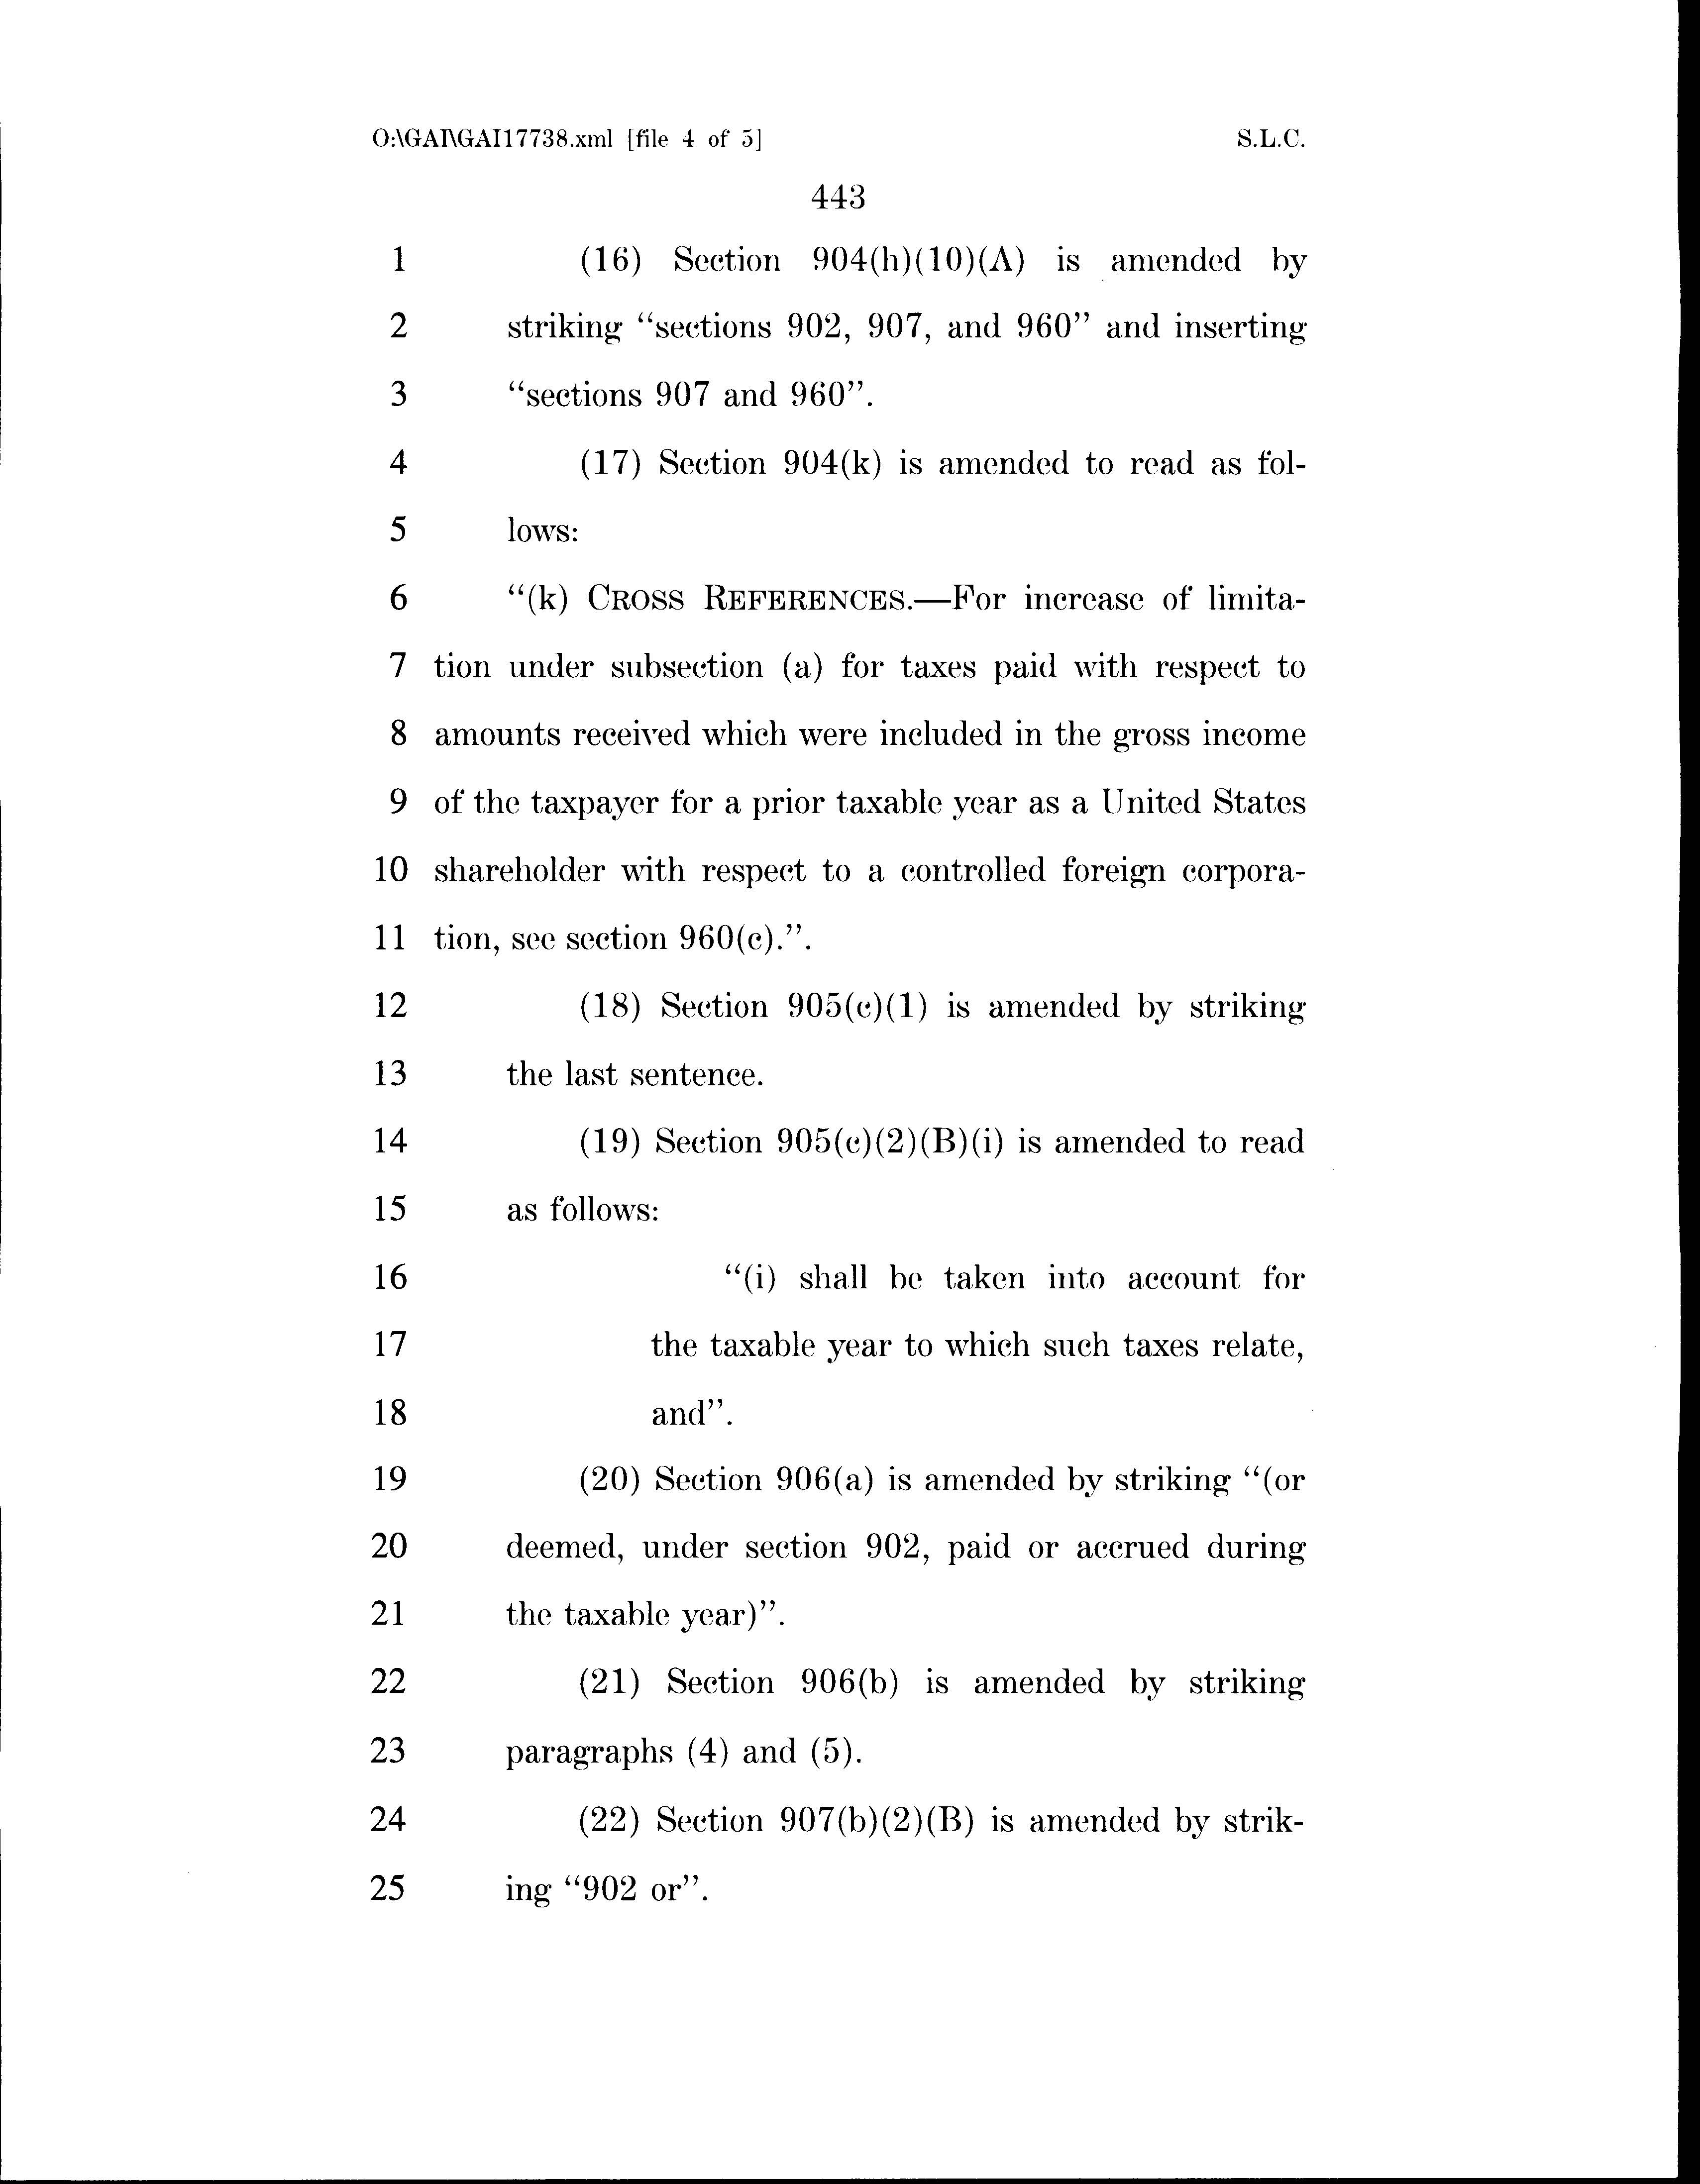 O:\GAI\GAI17738.xml [file 4 of 5] S.L.C.
443
1 (16) Section 904(h)(10)(A) is amended by
2 striking “sections 902, 907, and 960” and inserting
3 “sections 907 and 960”.
4 (17) Section 904(k) is amended to read as fol-
5 lows:
6 “(k) CROSS REFERENCES.—For increase of limita-
7 tion under subsection (a) for taxes paid with respect to
8 amounts received which were included in the gross income
9 of the taxpayer for a prior taxable year as a United States
10 shareholder with respect to a controlled foreign corpora-
11 tion, see section 960(c).”.
12 (18) Section 905(c)(1) is amended by striking
13 the last sentence.
14 (19) Section 905(c)(2)(B)(i) is amended to read
15 as follows:
16 “(i) shall be taken into account for
17 the taxable year to which such taxes relate,
18 and”.
19 (20) Section 906(a) is amended by striking “(or
20 deemed, under section 902, paid or accrued during
21 the taxable year)”.
22 (21) Section 906(b) is amended by striking
23 paragraphs (4) and (5).
24 (22) Section 907(b)(2)(B) is amended by strik-
25 ing “902 or”.